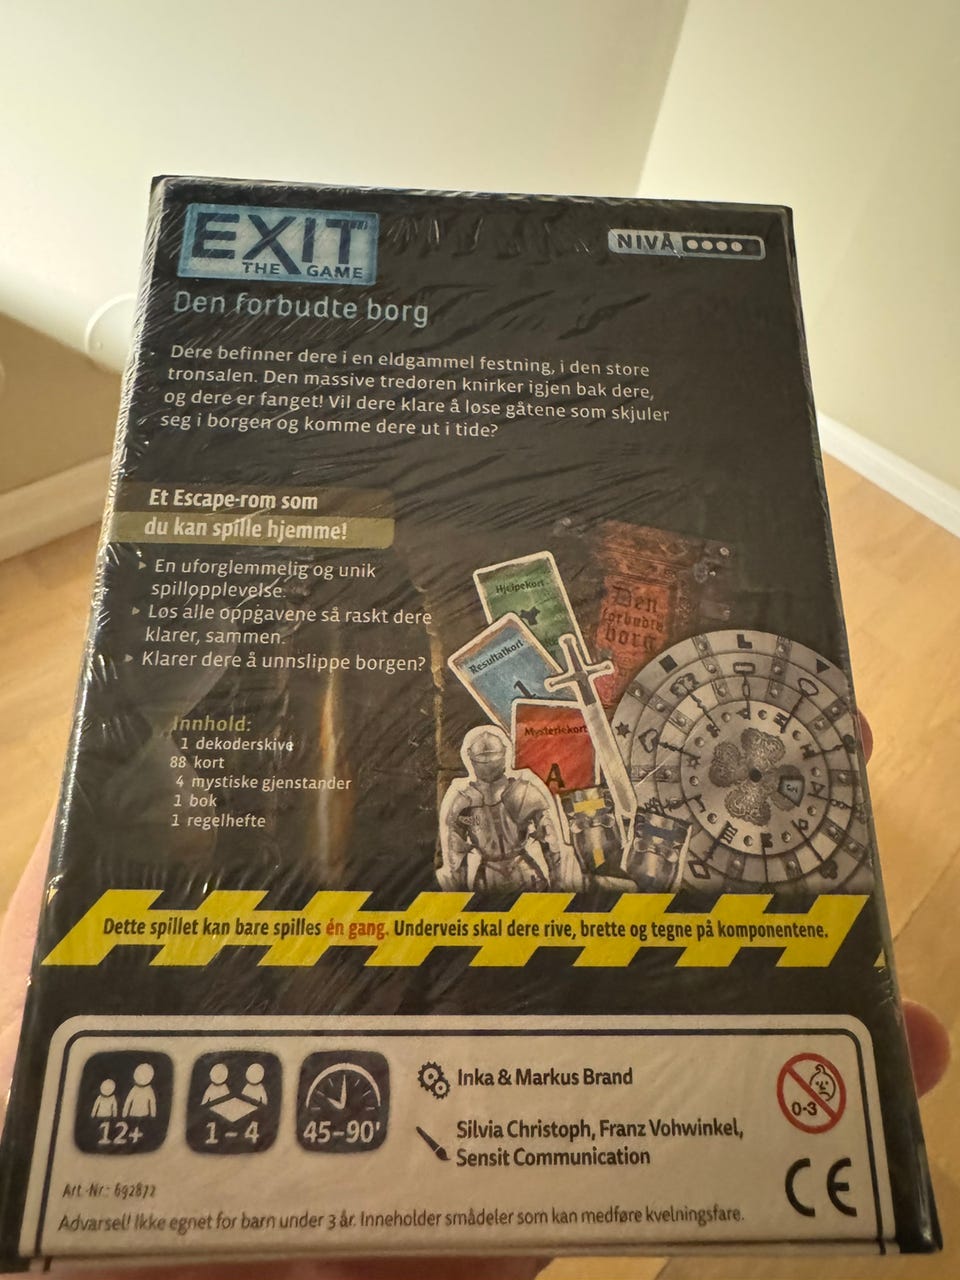 EXIT
THE GAME
NIVÅ
Den forbudte borg
Dere befinner dere i en eldgammel festning, i den store
tronsalen. Den massive tredøren knirker igjen bak dere,
og dere er fanget! Vil dere klare å løse gåtene som skjuler
seg i borgen og komme dere ut i tide?
Et Escape-rom som
du kan spille hjemme!
En uforglemmelig og unik
spillopplevelse.
Løs alle oppgavene så raskt dere
klarer, sammen.
Klarer dere å unnslippe borgen?
Innhold:
1 dekoderskive
88 kort
4 mystiske gjenstander
1 bok
1 regelhefte
Hjelpekort
Resultatkort
1
Mysteriekort
A
Den
forbudte
borg
Dette spillet kan bare spilles én gang. Underveis skal dere rive, brette og tegne på komponentene.
12+
1–4
45–90'
Inka & Markus Brand
Silvia Christoph, Franz Vohwinkel,
Sensit Communication
0-3
CE
Art.-Nr.: 692872
Advarsel! Ikke egnet for barn under 3 år. Inneholder smådeler som kan medføre kvelningsfare.